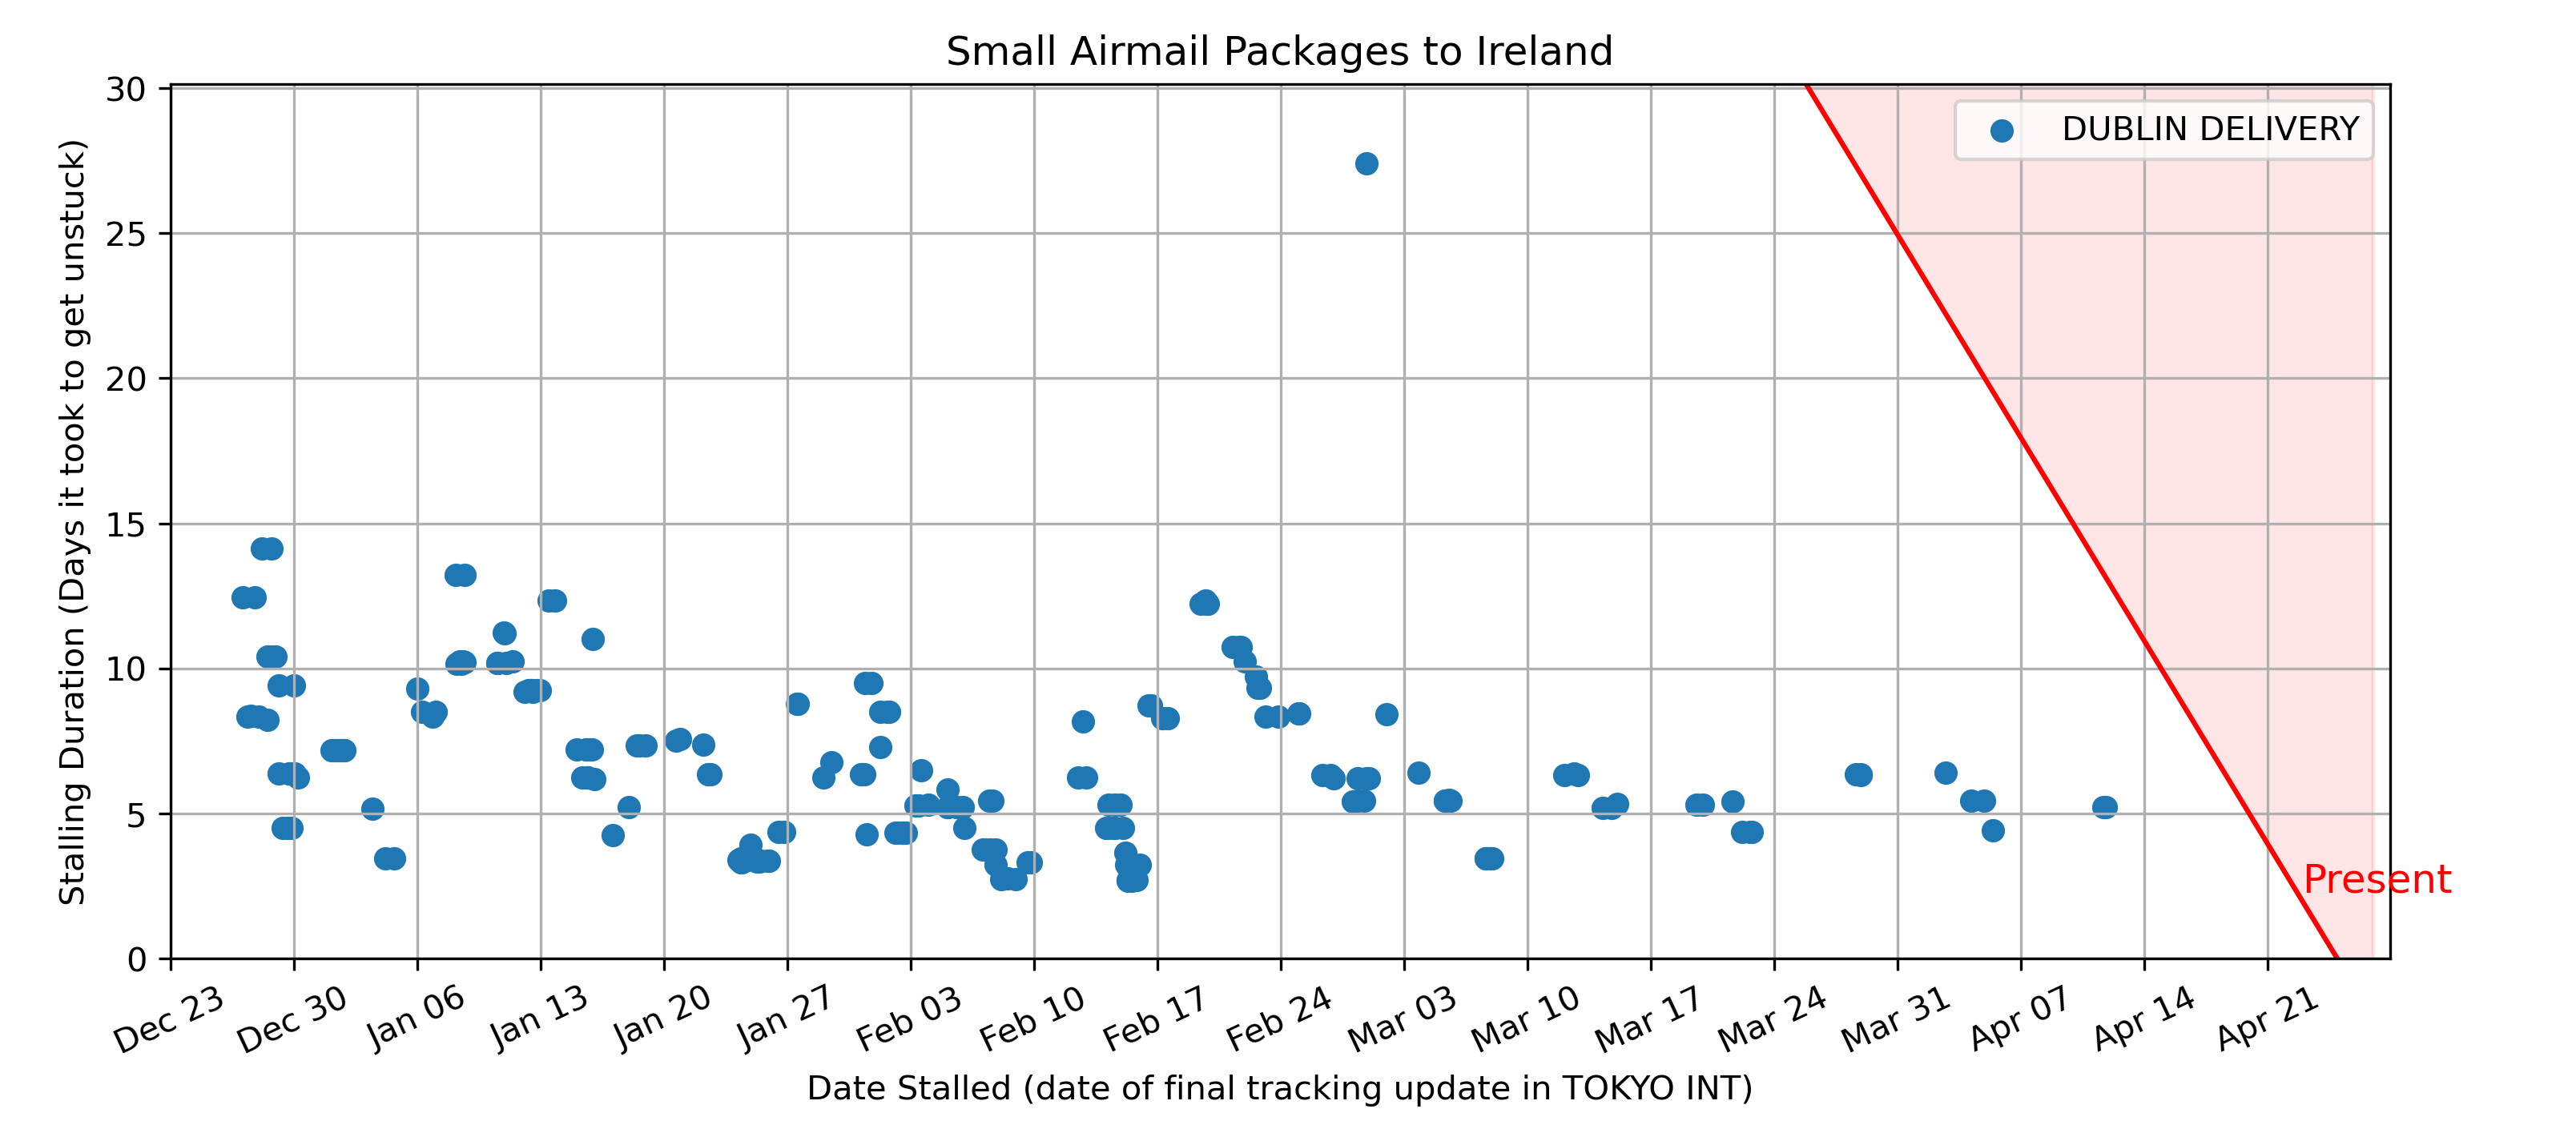 Small Airmail Packages to Ireland
DUBLIN DELIVERY
Stalling Duration (Days it took to get unstuck)
30
25
20
15
10
5
0
Present
Dec 23
Dec 30
Jan 06
Jan 13
Jan 20
Jan 27
Feb 03
Feb 10
Feb 17
Feb 24
Mar 03
Mar 10
Mar 17
Mar 24
Mar 31
Apr 07
Apr 14
Apr 21
Date Stalled (date of final tracking update in TOKYO INT)